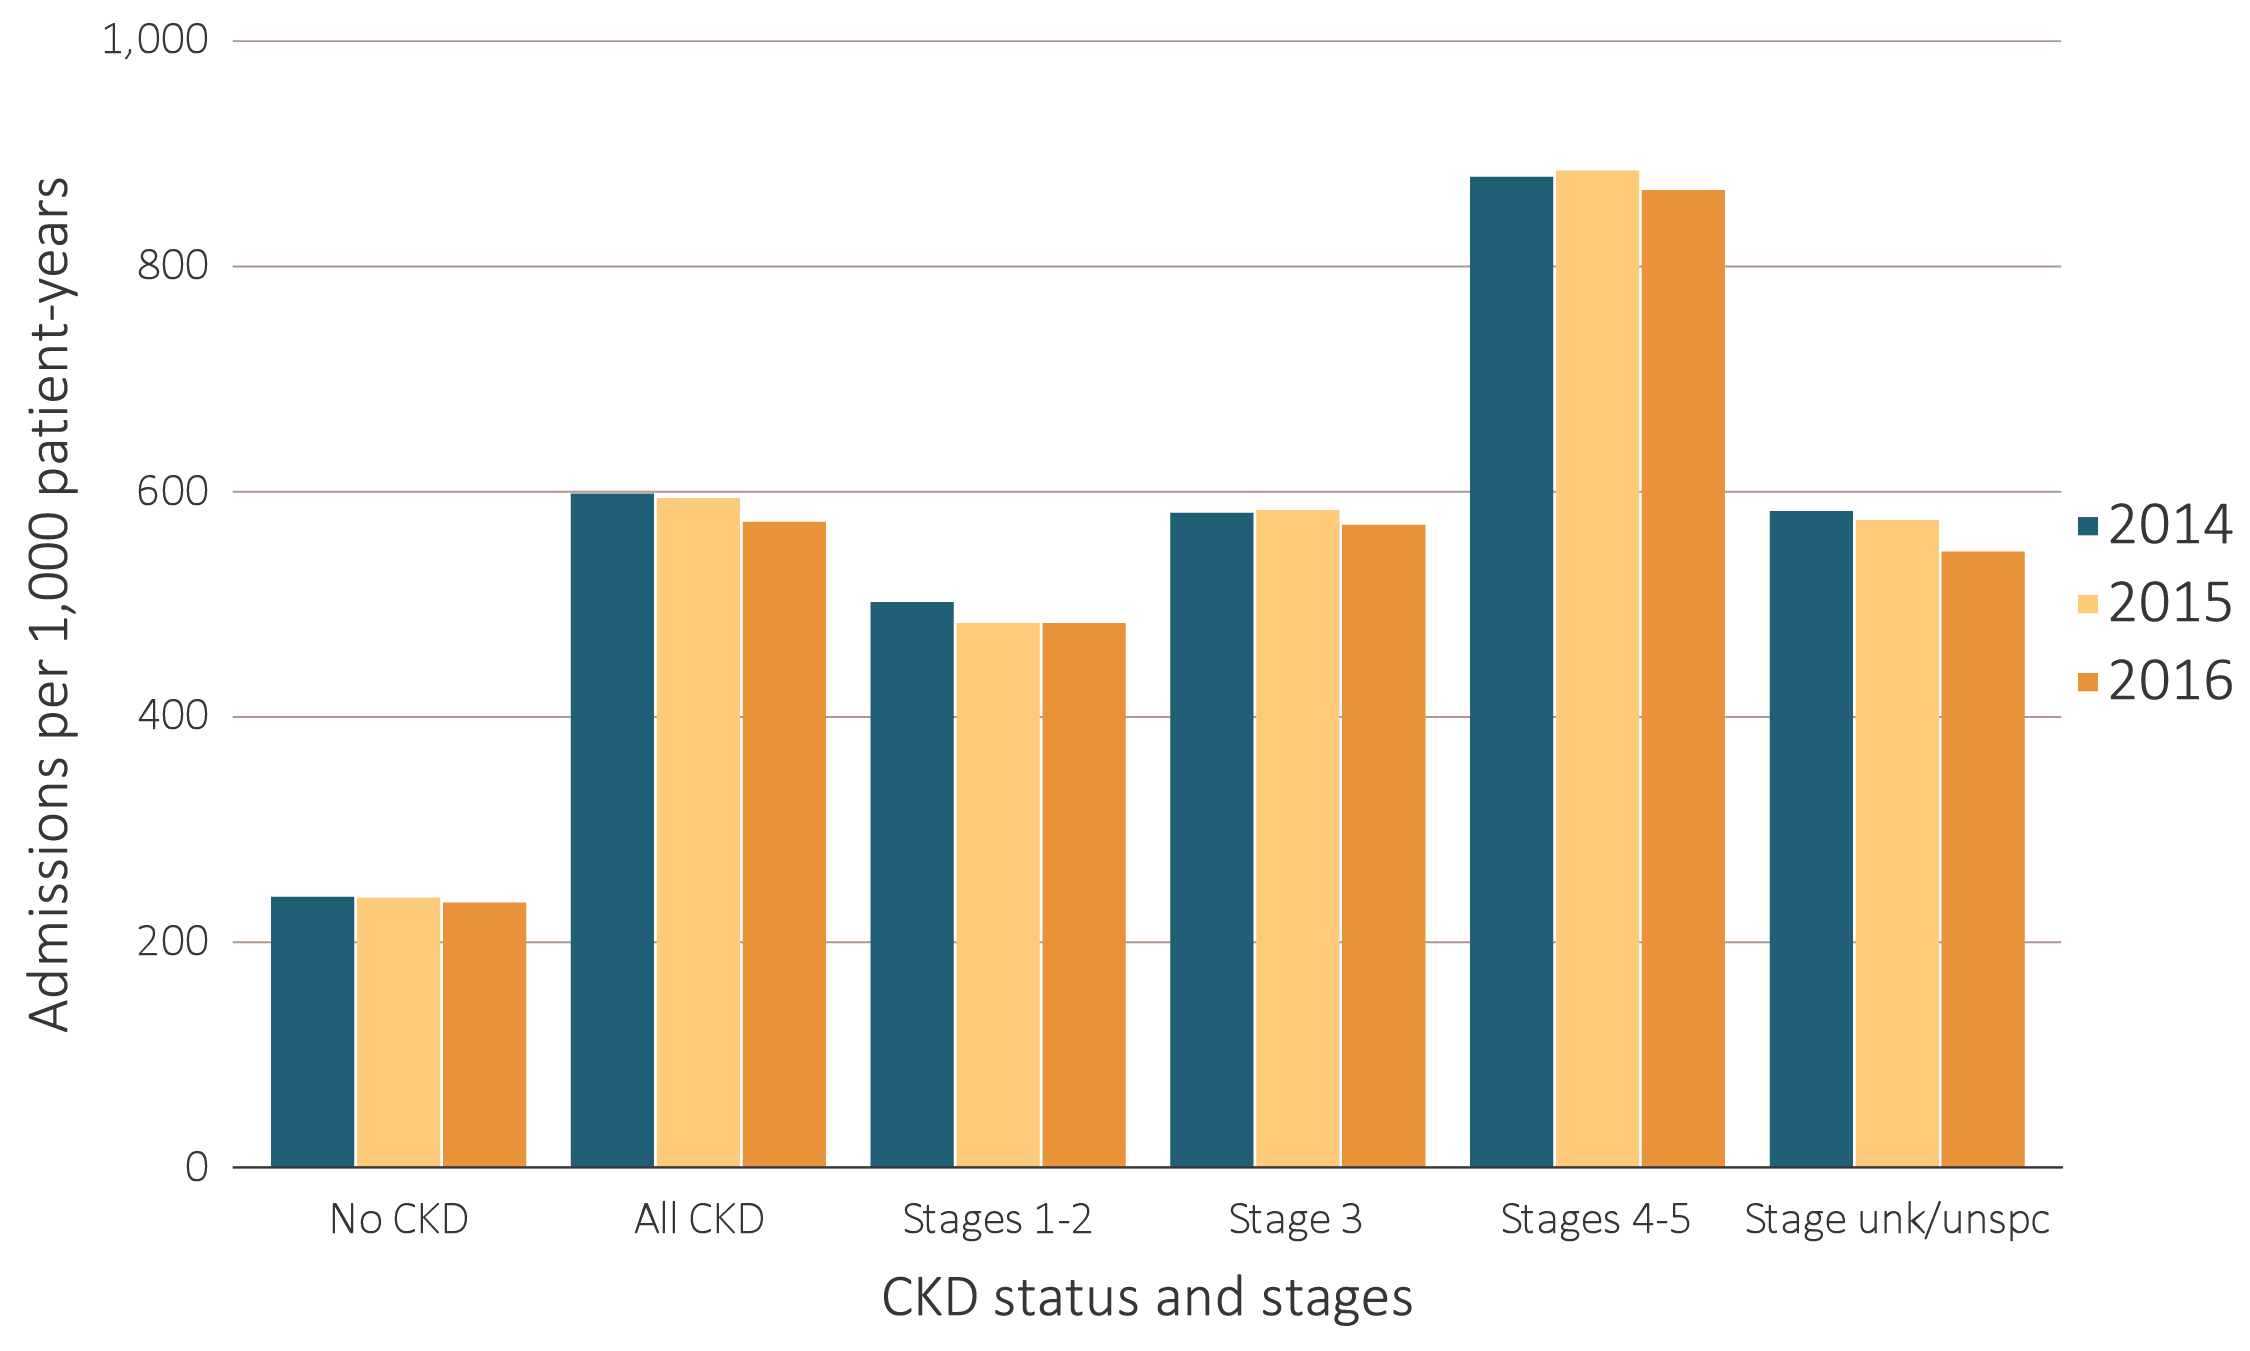 1,000
800
600
400
200
0
Admissions per 1,000 patient-years
No CKD
All CKD
Stages 1-2
Stage 3
Stages 4-5
Stage unk/unspc
CKD status and stages
2014
2015
2016